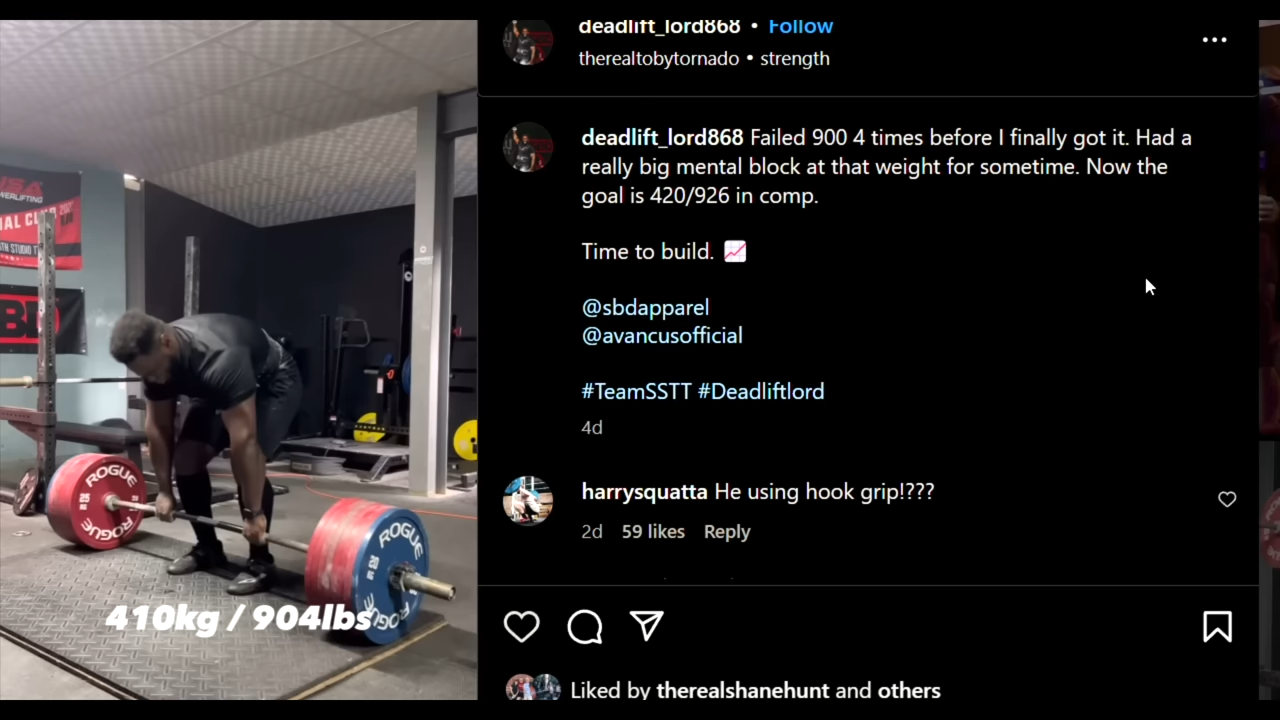 deadlift_lord868 • Follow
therealtobytornado • strength
deadlift_lord868 Failed 900 4 times before I finally got it. Had a
really big mental block at that weight for sometime. Now the
goal is 420/926 in comp.
Time to build. 📈
@sbdapparel
@avancusofficial
#TeamSSTT #Deadliftlord
4d
harrysquatta He using hook grip!???
2d 59 likes Reply
Liked by therealshanehunt and others
ROGUE
25
ROGUE
ROGUE
ROGUE
410kg / 904lbs